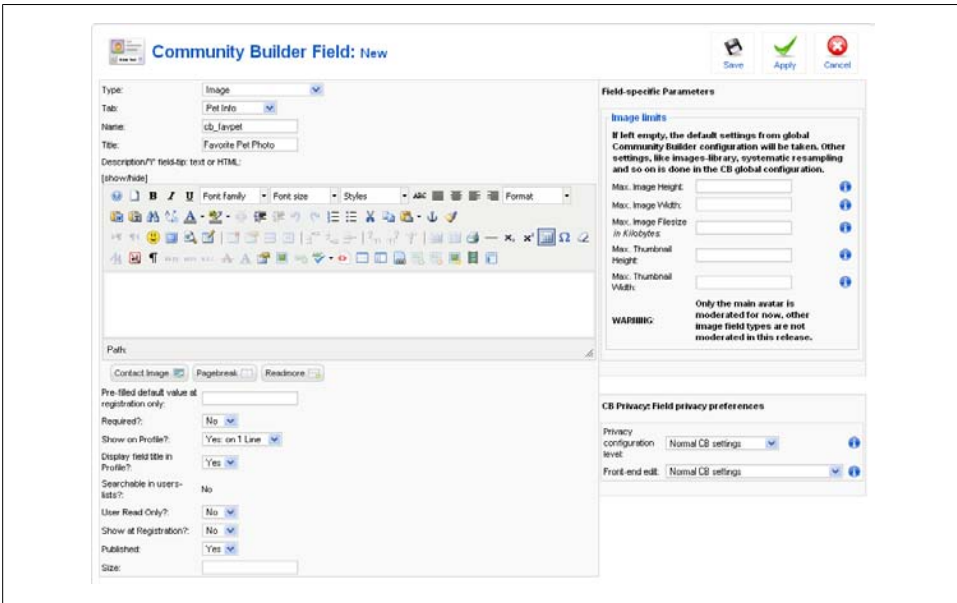 Community Builder Field: New
Save
Apply
Cancel
Type:
Image
Tab:
Pet Info
Name:
cb_favpet
Title:
Favorite Pet Photo
Description/"i" field-tip: text or HTML:
[show/hide]
B I U Font family Font size Styles ABC Format
Path:
Contact Image
Pagebreak
Readmore
Pre-filled default value at
registration only:
Required?:
No
Show on Profile?:
Yes: on 1 Line
Display field title in
Profile?:
Yes
Searchable in users-
lists?:
No
User Read Only?:
No
Show at Registration?:
No
Published:
Yes
Size:
Field-specific Parameters
Image limits
If left empty, the default settings from global
Community Builder configuration will be taken. Other
settings, like images-library, systematic resampling
and so on is done in the CB global configuration.
Max. Image Height:
Max. Image Width:
Max. Image Filesize
in Kilobytes:
Max. Thumbnail
Height:
Max. Thumbnail
Width:
WARNING:
Only the main avatar is
moderated for now, other
image field types are not
moderated in this release.
CB Privacy: Field privacy preferences
Privacy
configuration
level:
Normal CB settings
Front-end edit:
Normal CB settings